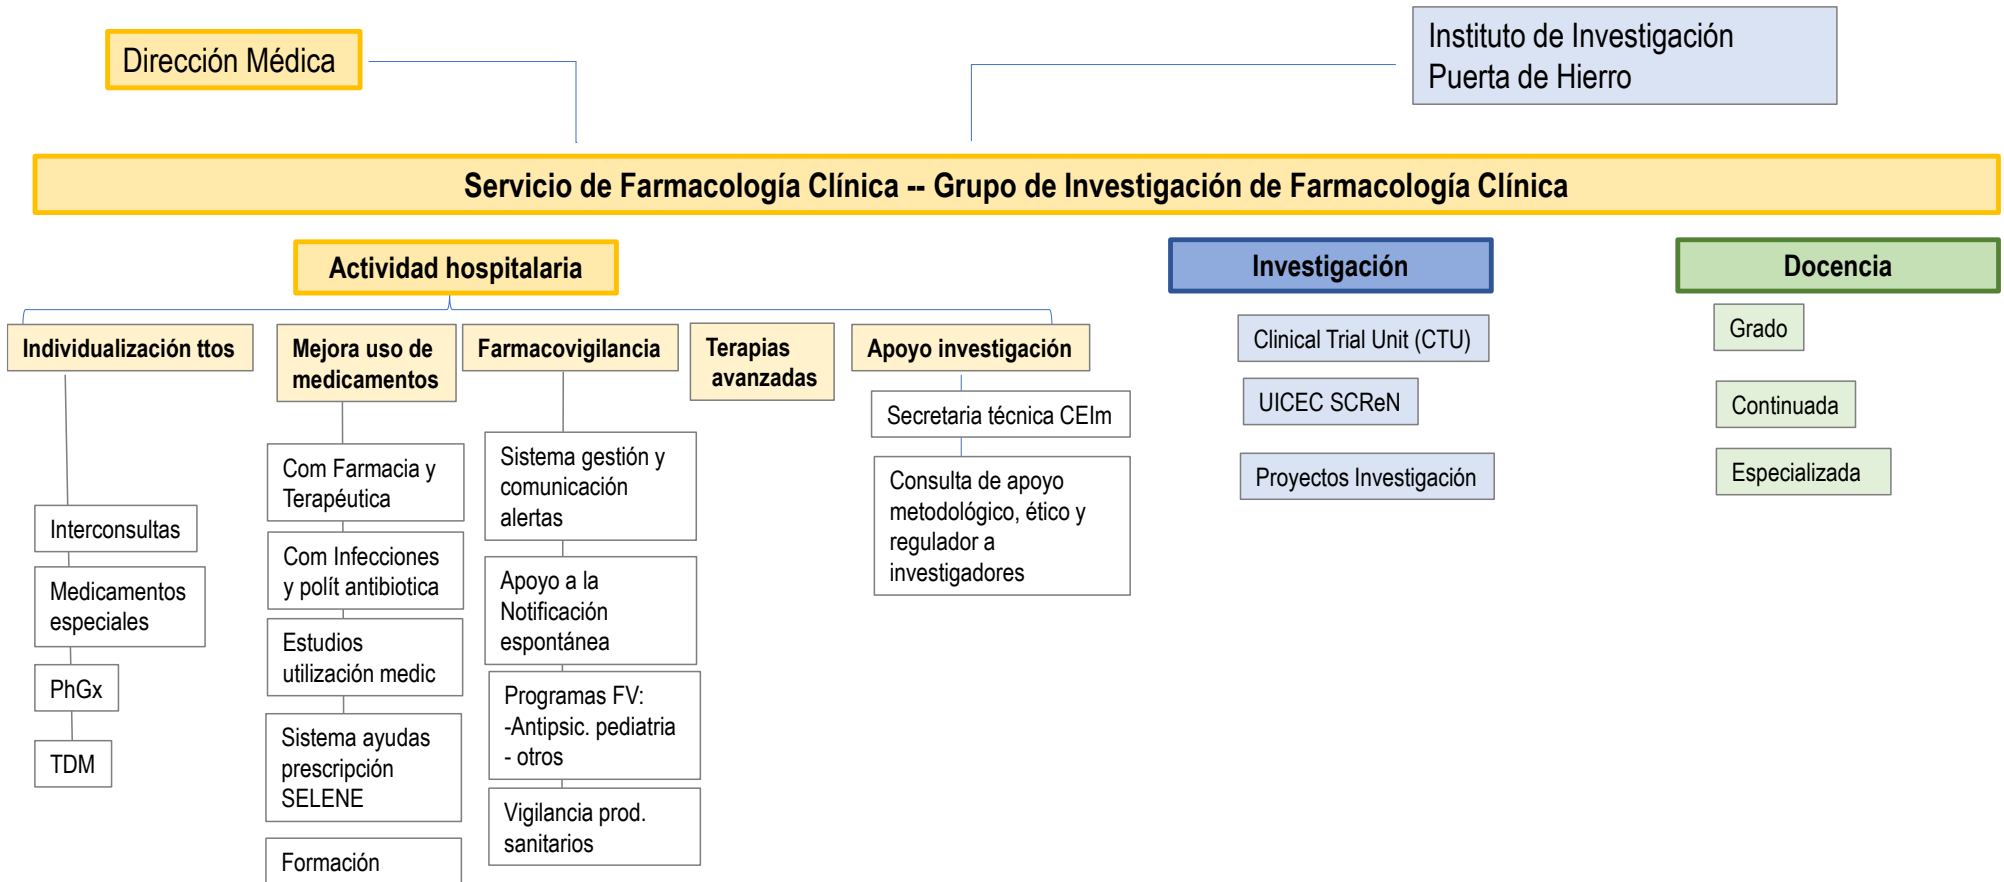 Dirección Médica
Instituto de Investigación
Puerta de Hierro
Servicio de Farmacología Clínica -- Grupo de Investigación de Farmacología Clínica
Actividad hospitalaria
Investigación
Docencia
Individualización ttos
Interconsultas
Medicamentos
especiales
PhGx
TDM
Mejora uso de
medicamentos
Com Farmacia y
Terapéutica
Com Infecciones
y polít antibiotica
Estudios
utilización medic
Sistema ayudas
prescripción
SELENE
Formación
Farmacovigilancia
Sistema gestión y
comunicación
alertas
Apoyo a la
Notificación
espontánea
Programas FV:
-Antipsic. pediatria
- otros
Vigilancia prod.
sanitarios
Terapias
avanzadas
Apoyo investigación
Secretaria técnica CEIm
Consulta de apoyo
metodológico, ético y
regulador a
investigadores
Clinical Trial Unit (CTU)
UICEC SCReN
Proyectos Investigación
Grado
Continuada
Especializada